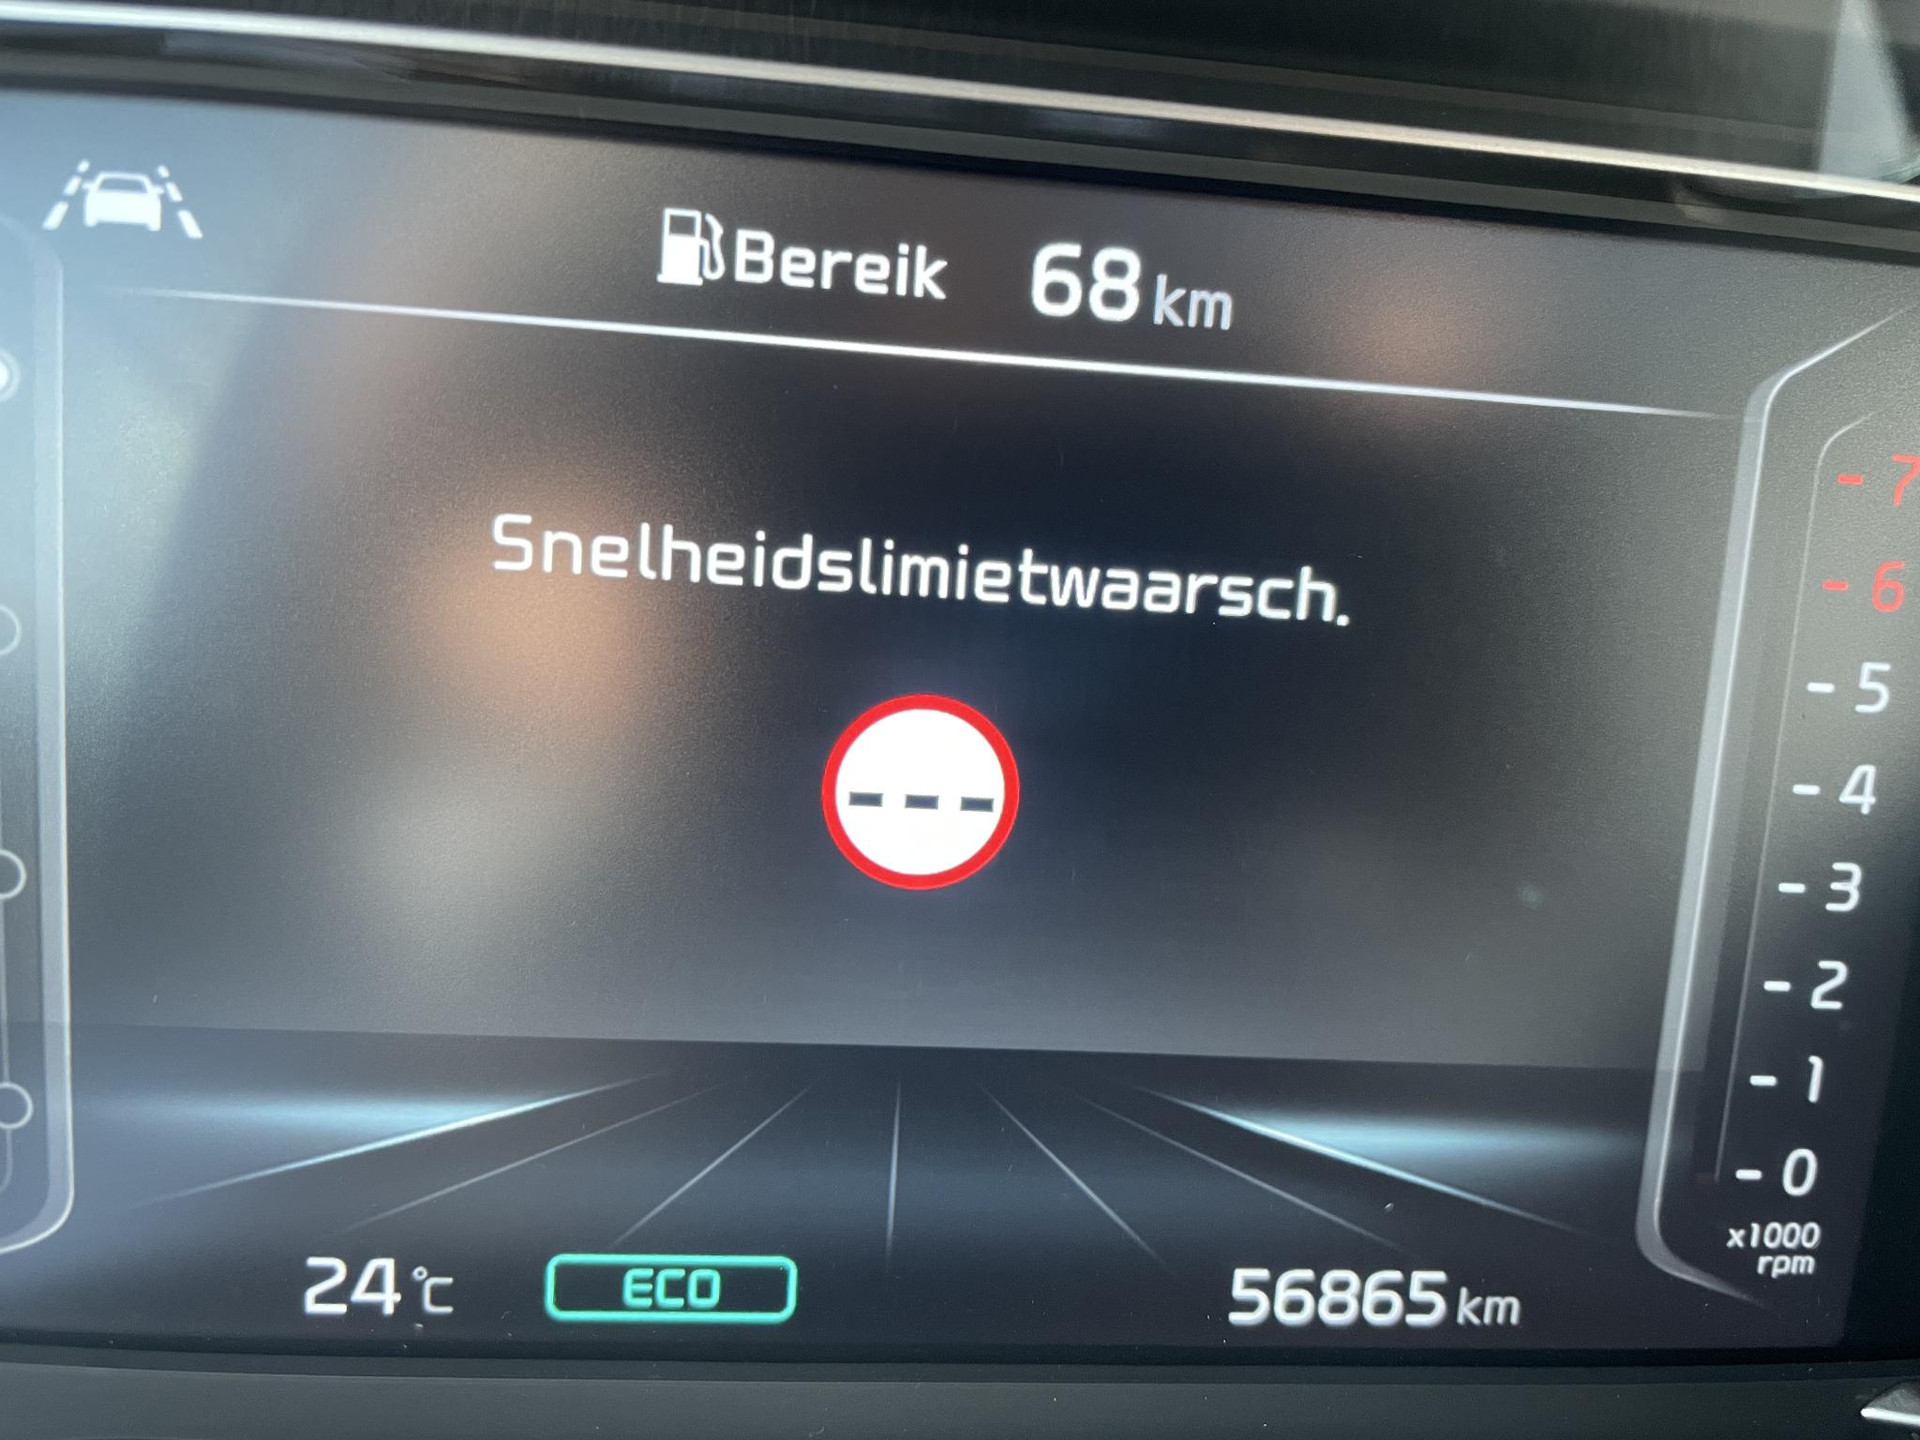 Bereik 68 km
Snelheidslimietwaarsch.
---
- 7
- 6
- 5
- 4
- 3
- 2
- 1
- 0
x1000
rpm
24 °C ECO 56865 km